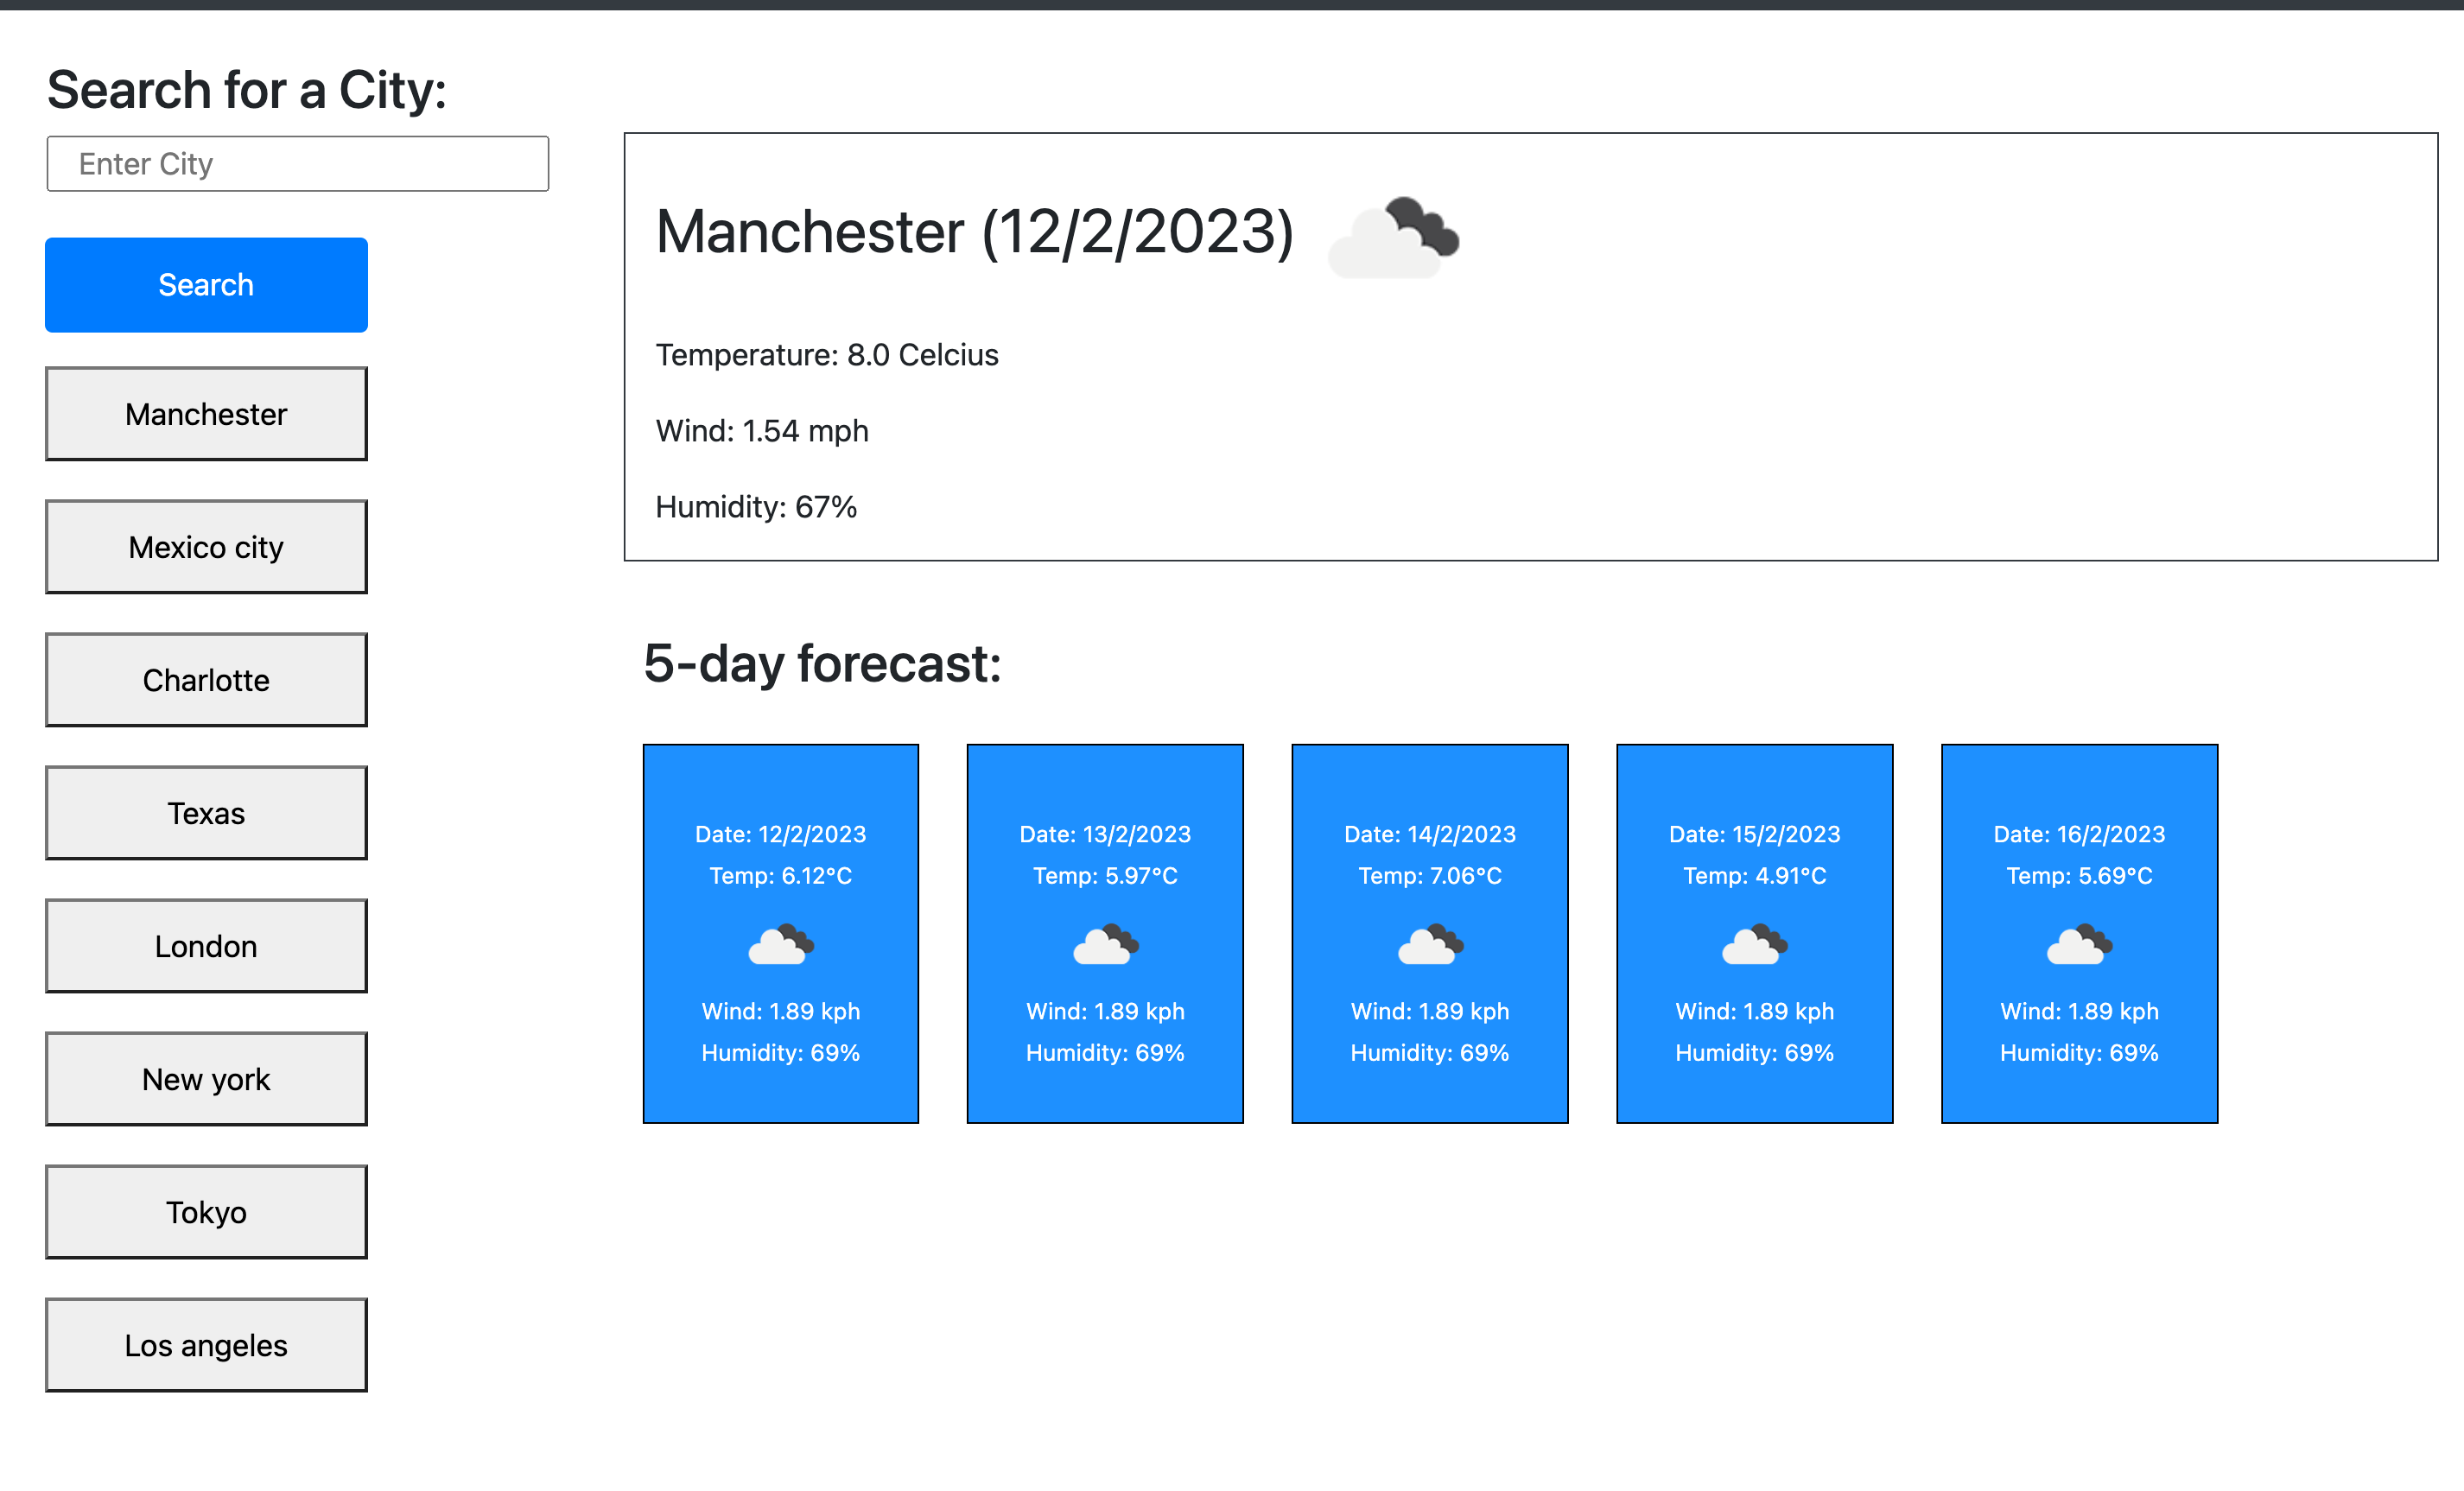 Search for a City:
Enter City
Search
Manchester
Mexico city
Charlotte
Texas
London
New york
Tokyo
Los angeles
Manchester (12/2/2023)
Temperature: 8.0 Celcius
Wind: 1.54 mph
Humidity: 67%
5-day forecast:
Date: 12/2/2023
Temp: 6.12°C
Wind: 1.89 kph
Humidity: 69%
Date: 13/2/2023
Temp: 5.97°C
Wind: 1.89 kph
Humidity: 69%
Date: 14/2/2023
Temp: 7.06°C
Wind: 1.89 kph
Humidity: 69%
Date: 15/2/2023
Temp: 4.91°C
Wind: 1.89 kph
Humidity: 69%
Date: 16/2/2023
Temp: 5.69°C
Wind: 1.89 kph
Humidity: 69%